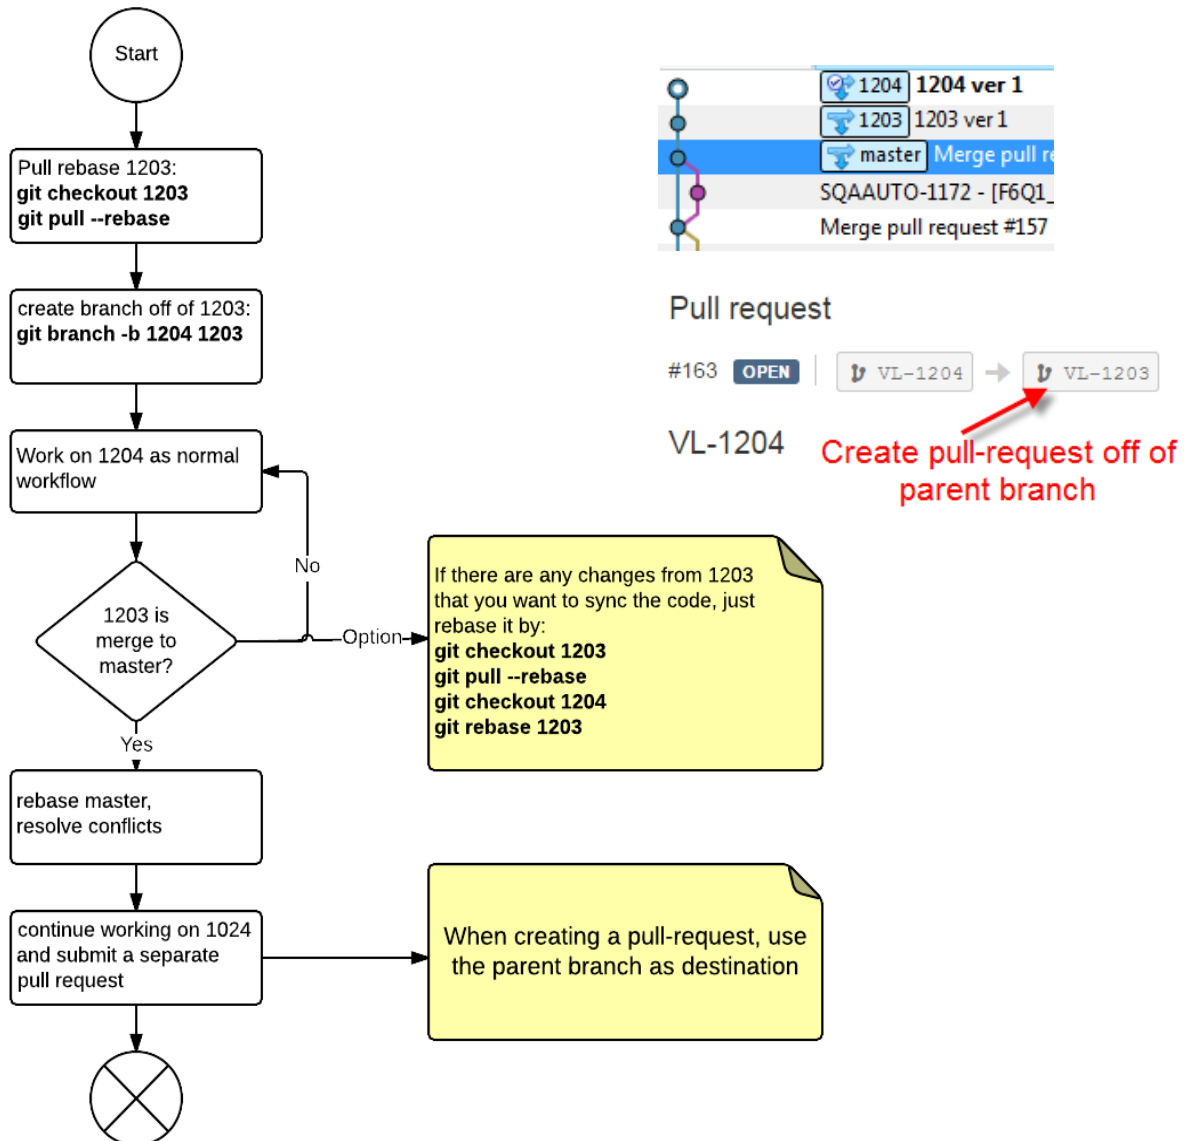 Start
Pull rebase 1203:
git checkout 1203
git pull --rebase
create branch off of 1203:
git branch -b 1204 1203
Work on 1204 as normal
workflow
No
1203 is
merge to
master?
Option
Yes
rebase master,
resolve conflicts
continue working on 1024
and submit a separate
pull request
If there are any changes from 1203
that you want to sync the code, just
rebase it by:
git checkout 1203
git pull --rebase
git checkout 1204
git rebase 1203
When creating a pull-request, use
the parent branch as destination
1204 1204 ver 1
1203 1203 ver 1
master Merge pull re
SQAAUTO-1172 - [F6Q1_
Merge pull request #157
Pull request
#163 OPEN VL-1204 VL-1203
VL-1204
Create pull-request off of
parent branch